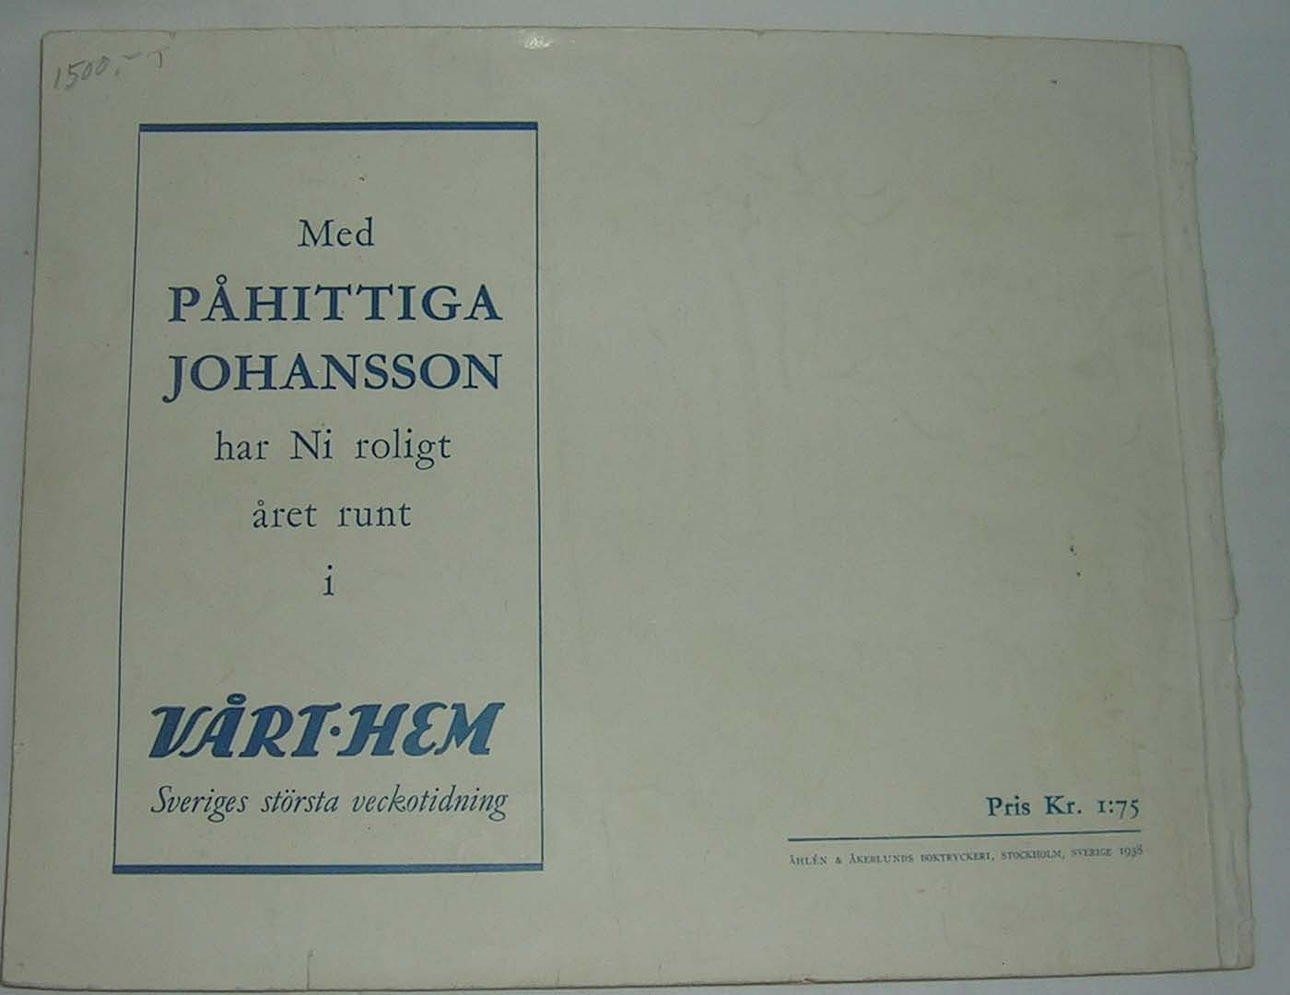 1500,-
Med
PÅHITTIGA
JOHANSSON
har Ni roligt
året runt
i
VÅRT·HEM
Sveriges största veckotidning
Pris Kr. 1:75
ÅHLÉN & ÅKERLUNDS BOKTRYCKERI, STOCKHOLM, SVERIGE 1938